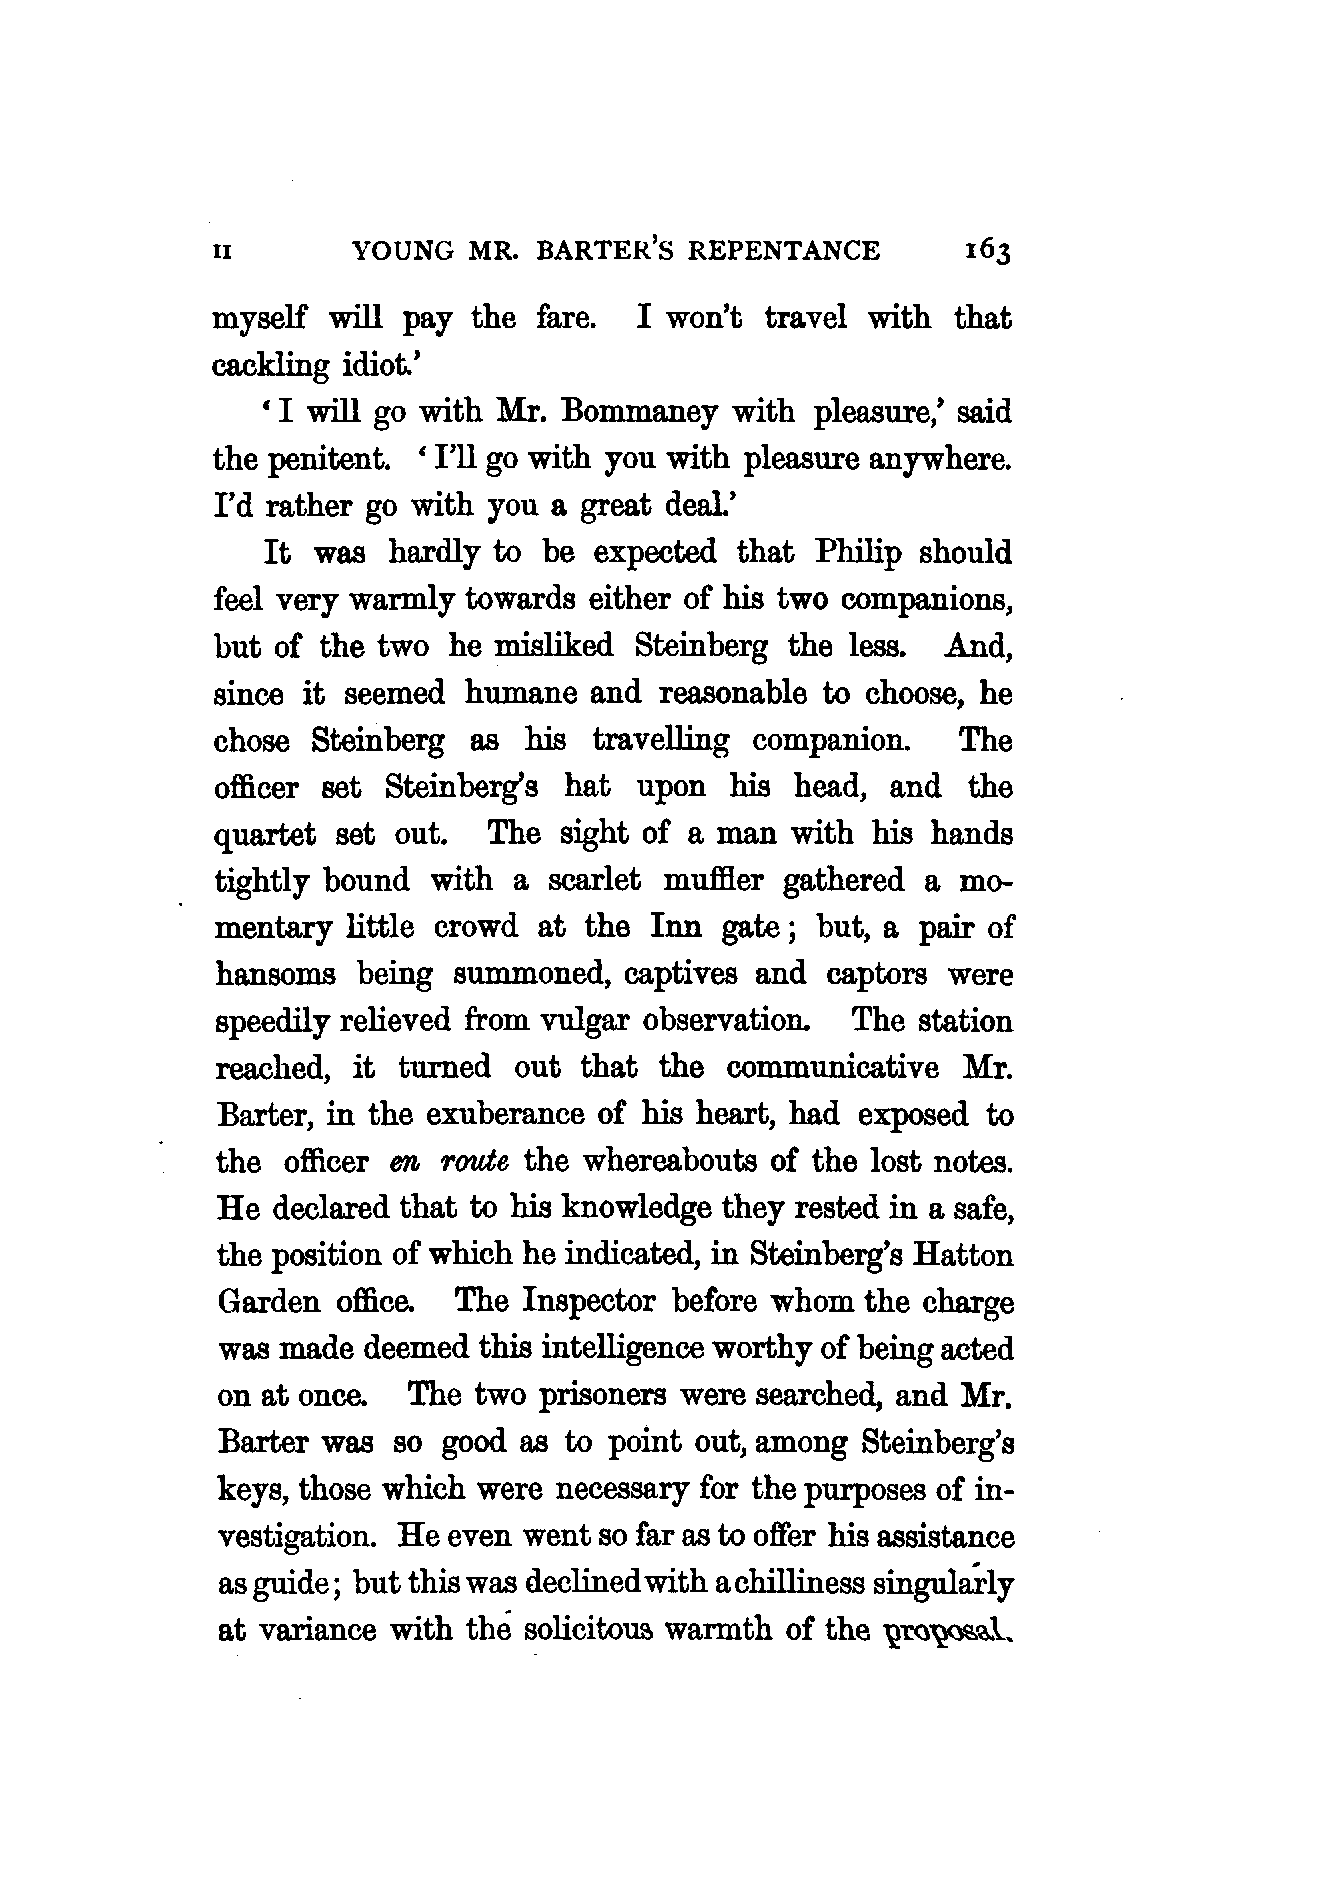 II YOUNG MR. BARTER'S REPENTANCE 163
myself will pay the fare. I won't travel with that
cackling idiot.'
'I will go with Mr. Bommaney with pleasure,' said
the penitent. 'I'll go with you with pleasure anywhere.
I'd rather go with you a great deal.'
It was hardly to be expected that Philip should
feel very warmly towards either of his two companions,
but of the two he misliked Steinberg the less. And,
since it seemed humane and reasonable to choose, he
chose Steinberg as his travelling companion. The
officer set Steinberg's hat upon his head, and the
quartet set out. The sight of a man with his hands
tightly bound with a scarlet muffler gathered a mo-
mentary little crowd at the Inn gate; but, a pair of
hansoms being summoned, captives and captors were
speedily relieved from vulgar observation. The station
reached, it turned out that the communicative Mr.
Barter, in the exuberance of his heart, had exposed to
the officer en route the whereabouts of the lost notes.
He declared that to his knowledge they rested in a safe,
the position of which he indicated, in Steinberg's Hatton
Garden office. The Inspector before whom the charge
was made deemed this intelligence worthy of being acted
on at once. The two prisoners were searched, and Mr.
Barter was so good as to point out, among Steinberg's
keys, those which were necessary for the purposes of in-
vestigation. He even went so far as to offer his assistance
as guide; but this was declined with a chilliness singularly
at variance with the solicitous warmth of the proposal.